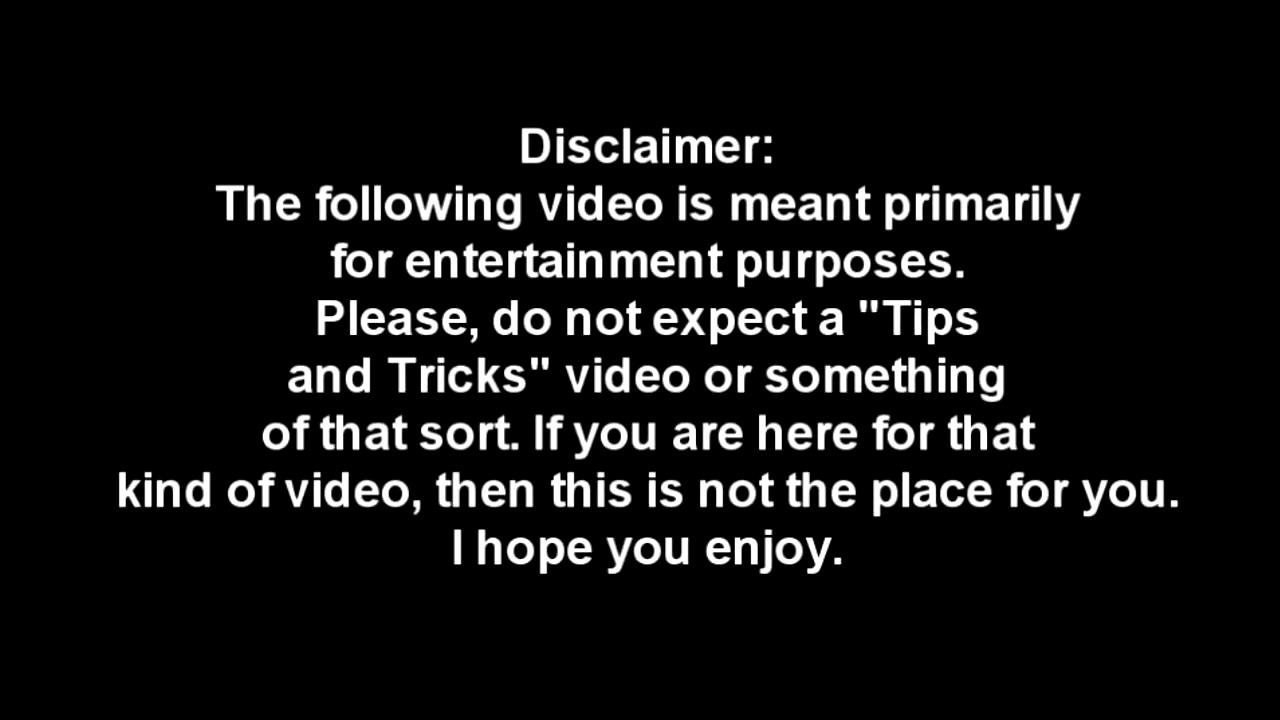 Disclaimer:
The following video is meant primarily
for entertainment purposes.
Please, do not expect a "Tips
and Tricks" video or something
of that sort. If you are here for that
kind of video, then this is not the place for you.
I hope you enjoy.